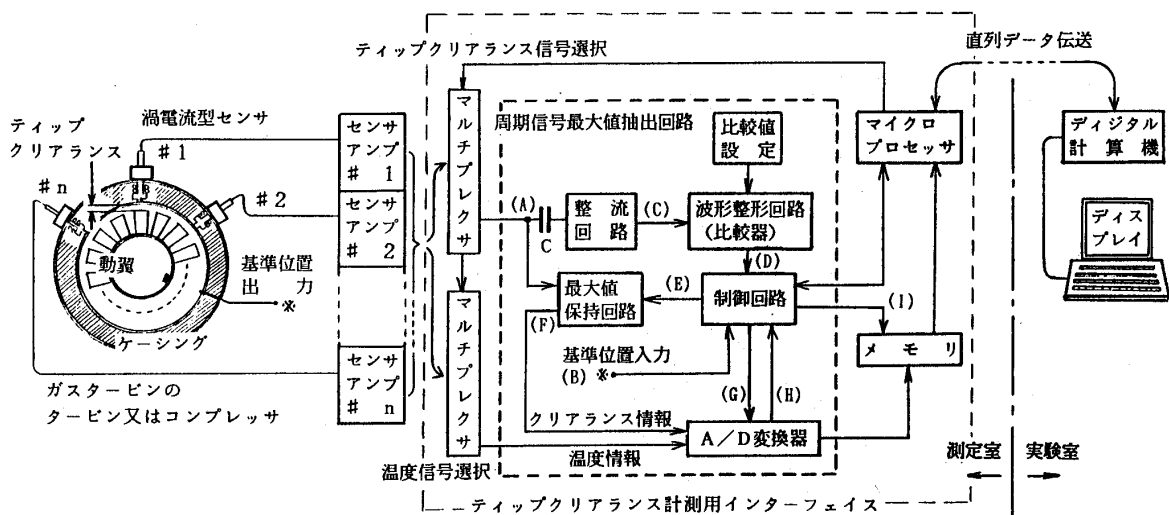 ティップクリアランス信号選択
直列データ伝送
渦電流型センサ
ティップ
クリアランス
#1
#n
#2
動翼
基準位置
出力
※
ケーシング
ガスタービンの
タービン又はコンプレッサ
センサ
アンプ
# 1
センサ
アンプ
# 2
センサ
アンプ
# n
マルチプレクサ
マルチプレクサ
温度信号選択
周期信号最大値抽出回路
比較値
設定
(A)
C
整流
回路
(C)
波形整形回路
(比較器)
(D)
最大値
保持回路
(E)
制御回路
(F)
(I)
基準位置入力
(B) ※
(G)
(H)
クリアランス情報
A/D変換器
温度情報
マイクロ
プロセッサ
メモリ
ディジタル
計算機
ディス
プレイ
測定室
実験室
ティップクリアランス計測用インターフェイス